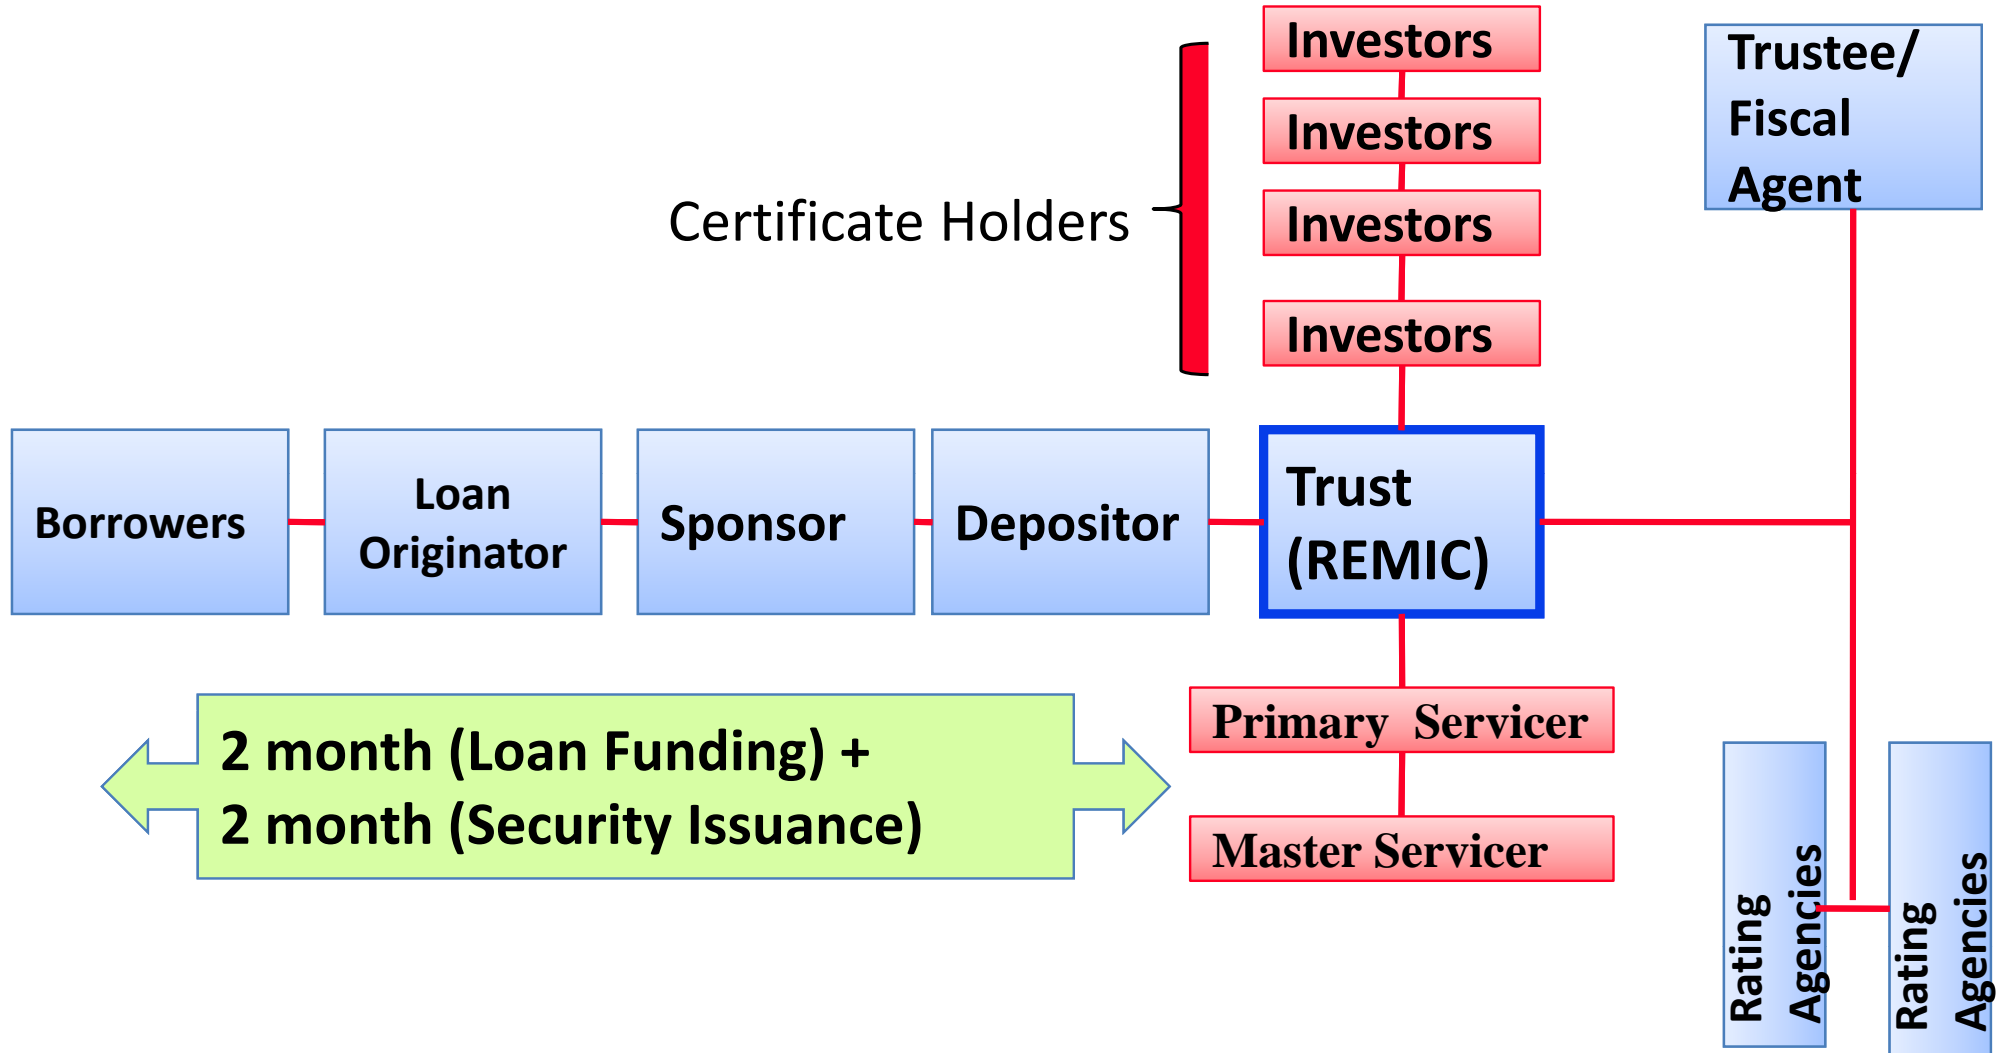 Investors
Investors
Investors
Investors
Certificate Holders
Trustee/
Fiscal
Agent
Borrowers
Loan
Originator
Sponsor
Depositor
Trust
(REMIC)
2 month (Loan Funding) +
2 month (Security Issuance)
Primary  Servicer
Master Servicer
Rating
Agencies
Rating
Agencies